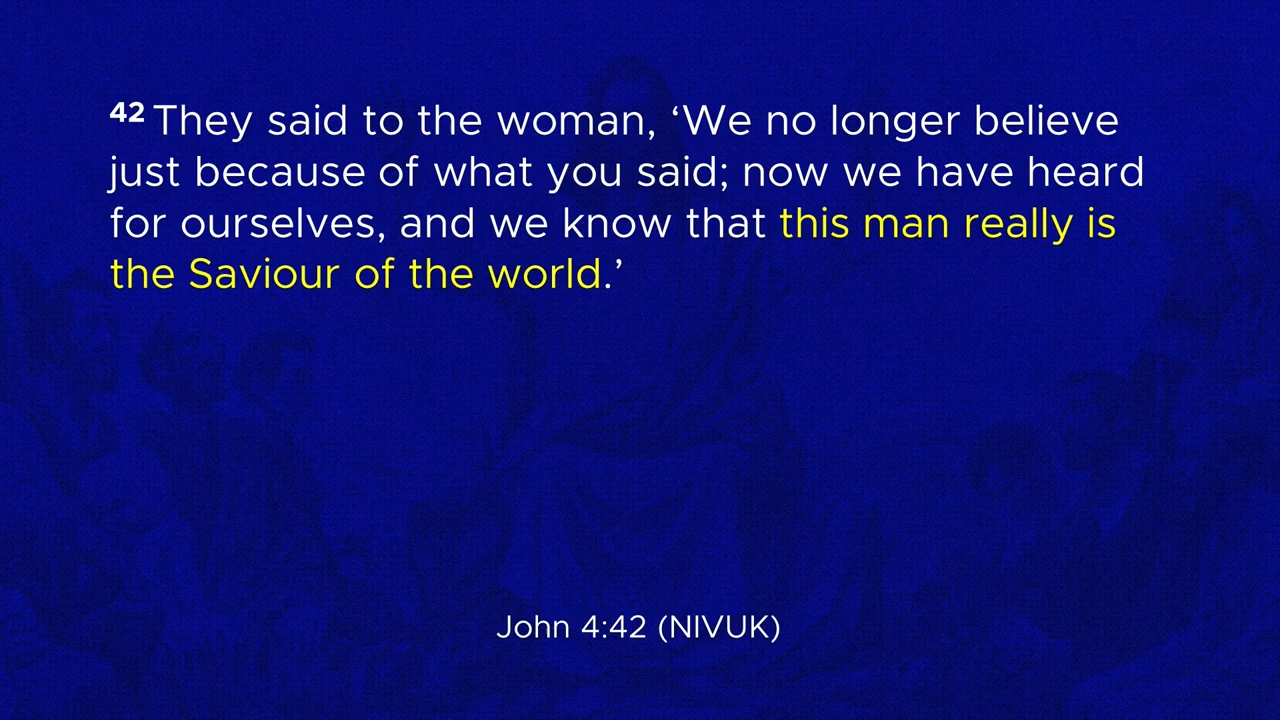 42 They said to the woman, ‘We no longer believe
just because of what you said; now we have heard
for ourselves, and we know that this man really is
the Saviour of the world.’
John 4:42 (NIVUK)